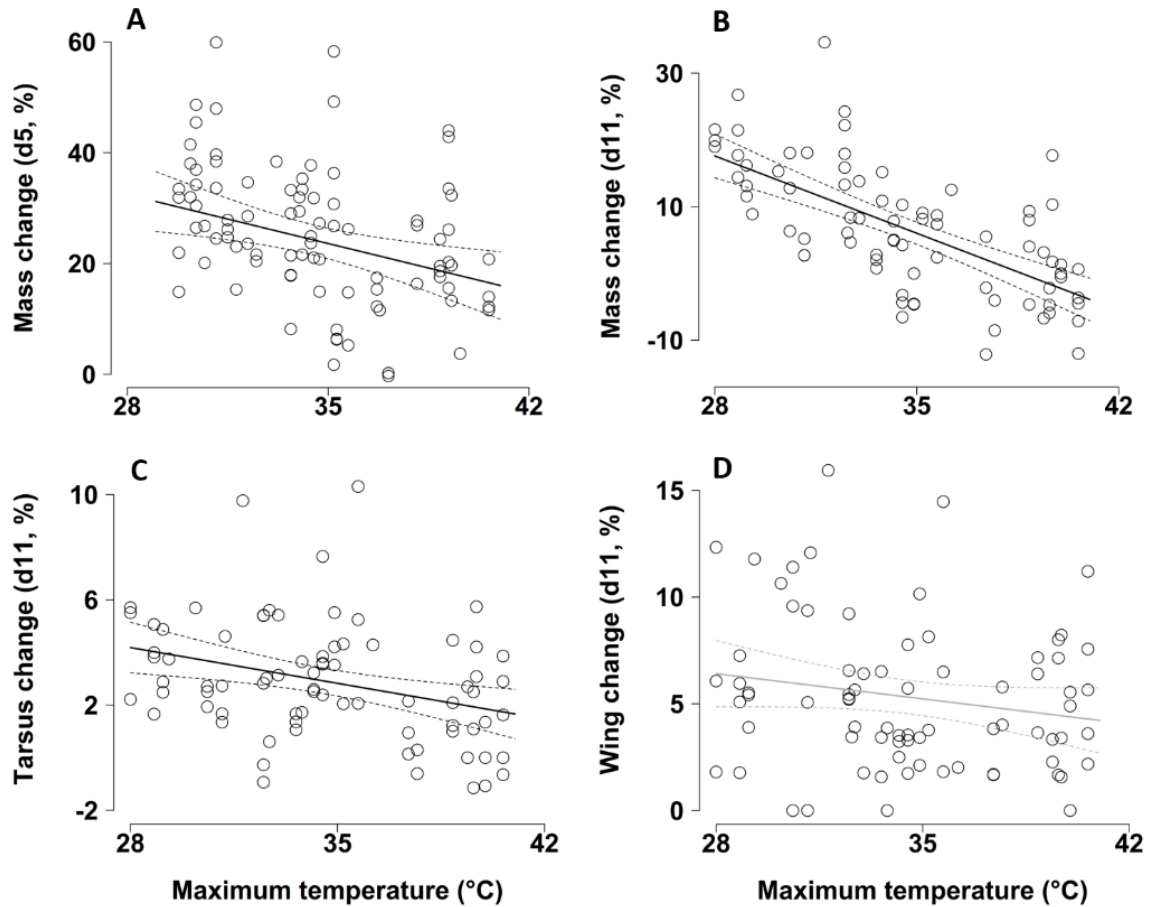 A
Mass change (d5, %)
60
40
20
0
28 35 42
B
Mass change (d11, %)
30
10
-10
28 35 42
C
Tarsus change (d11, %)
10
6
2
-2
28 35 42
Maximum temperature (°C)
D
Wing change (d11, %)
15
10
5
0
28 35 42
Maximum temperature (°C)